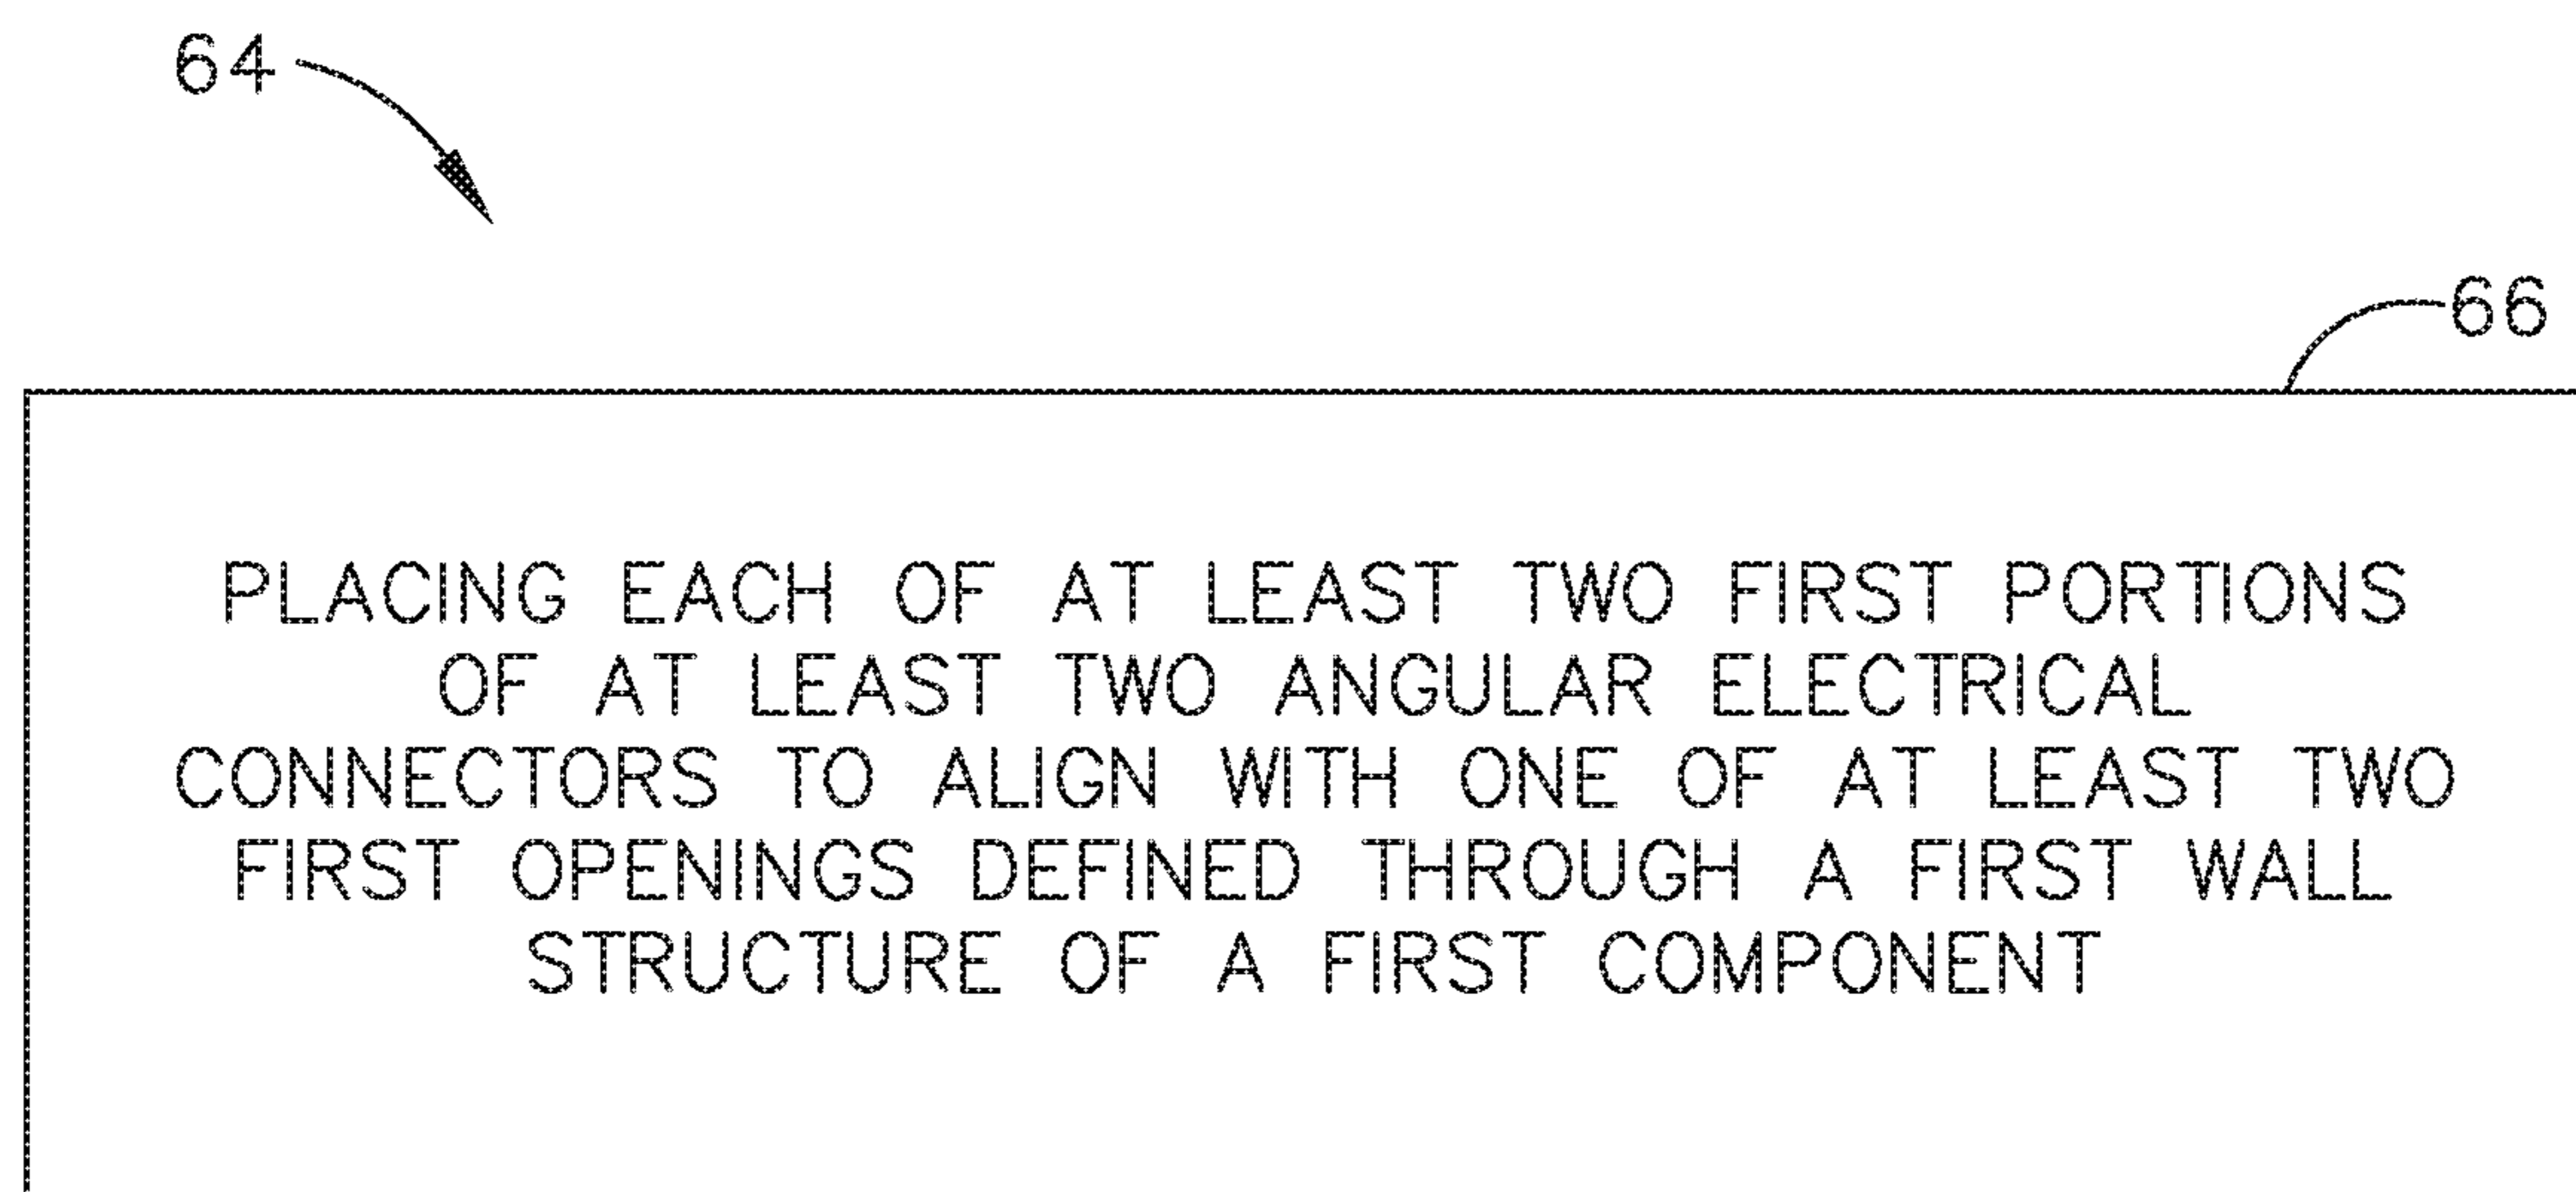 64
66
PLACING EACH OF AT LEAST TWO FIRST PORTIONS
OF AT LEAST TWO ANGULAR ELECTRICAL
CONNECTORS TO ALIGN WITH ONE OF AT LEAST TWO
FIRST OPENINGS DEFINED THROUGH A FIRST WALL
STRUCTURE OF A FIRST COMPONENT